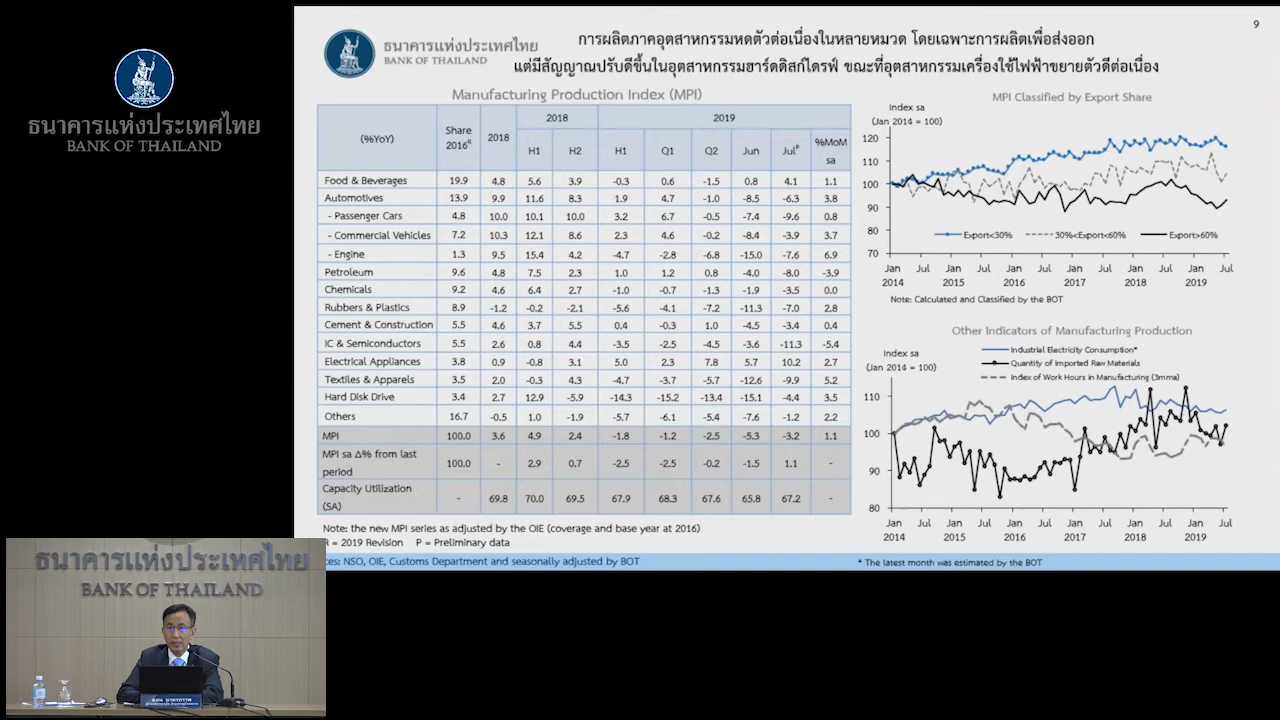 ธนาคารแห่งประเทศไทย
BANK OF THAILAND
9
ธนาคารแห่งประเทศไทย
BANK OF THAILAND
การผลิตภาคอุตสาหกรรมหดตัวต่อเนื่องในหลายหมวด โดยเฉพาะการผลิตเพื่อส่งออก
แต่มีสัญญาณปรับดีขึ้นในอุตสาหกรรมฮาร์ดดิสก์ไดรฟ์ ขณะที่อุตสาหกรรมเครื่องใช้ไฟฟ้าขยายตัวดีต่อเนื่อง
Manufacturing Production Index (MPI)
(%YoY) Share 2016R 2018 2018 2019
H1 H2 H1 Q1 Q2 Jun Julp %MoM sa
Food & Beverages 19.9 4.8 5.6 3.9 -0.3 0.6 -1.5 0.8 4.1 1.1
Automotives 13.9 9.9 11.6 8.3 1.9 4.7 -1.0 -8.5 -6.3 3.8
- Passenger Cars 4.8 10.0 10.1 10.0 3.2 6.7 -0.5 -7.4 -9.6 0.8
- Commercial Vehicles 7.2 10.3 12.1 8.6 2.3 4.6 -0.2 -8.4 -3.9 3.7
- Engine 1.3 9.5 15.4 4.2 -4.7 -2.8 -6.8 -15.0 -7.6 6.9
Petroleum 9.6 4.8 7.5 2.3 1.0 1.2 0.8 -4.0 -8.0 -3.9
Chemicals 9.2 4.6 6.4 2.7 -1.0 -0.7 -1.3 -1.9 -3.5 0.0
Rubbers & Plastics 8.9 -1.2 -0.2 -2.1 -5.6 -4.1 -7.2 -11.3 -7.0 2.8
Cement & Construction 5.5 4.6 3.7 5.5 0.4 -0.3 1.0 -4.5 -3.4 0.4
IC & Semiconductors 5.5 2.6 0.8 4.4 -3.5 -2.5 -4.5 -3.6 -11.3 -5.4
Electrical Appliances 3.8 0.9 -0.8 3.1 5.0 2.3 7.8 5.7 10.2 2.7
Textiles & Apparels 3.5 2.0 -0.3 4.3 -4.7 -3.7 -5.7 -12.6 -9.9 5.2
Hard Disk Drive 3.4 2.7 12.9 -5.9 -14.3 -15.2 -13.4 -15.1 -4.4 3.5
Others 16.7 -0.5 1.0 -1.9 -5.7 -6.1 -5.4 -7.6 -1.2 2.2
MPI 100.0 3.6 4.9 2.4 -1.8 -1.2 -2.5 -5.3 -3.2 1.1
MPI sa Δ% from last period 100.0 - 2.9 0.7 -2.5 -2.5 -0.2 -1.5 1.1 -
Capacity Utilization (SA) - 69.8 70.0 69.5 67.9 68.3 67.6 65.8 67.2 -
Note: the new MPI series as adjusted by the OIE (coverage and base year at 2016)
R = 2019 Revision P = Preliminary data
ces: NSO, OIE, Customs Department and seasonally adjusted by BOT
MPI Classified by Export Share
Index sa
(Jan 2014 = 100)
120
110
100
90
80
70
Export<30% 30%<Export<60% Export>60%
Jan Jul Jan Jul Jan Jul Jan Jul Jan Jul Jan Jul
2014 2015 2016 2017 2018 2019
Note: Calculated and Classified by the BOT
Other Indicators of Manufacturing Production
Index sa
(Jan 2014 = 100)
Industrial Electricity Consumption*
Quantity of Imported Raw Materials
Index of Work Hours in Manufacturing (3mma)
110
100
90
80
Jan Jul Jan Jul Jan Jul Jan Jul Jan Jul Jan Jul
2014 2015 2016 2017 2018 2019
* The latest month was estimated by the BOT
ธนาคารแห่งประเทศไทย
BANK OF THAILAND